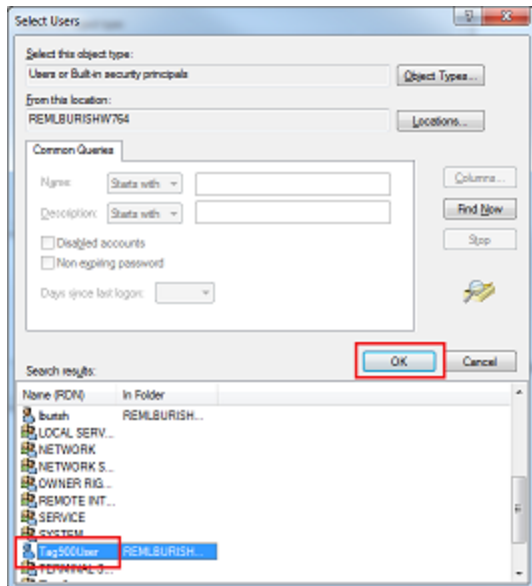 Select Users
Select this object type:
Users or Built-in security principals
Object Types...
From this location:
REMLBURISHW764
Locations...
Common Queries
Name: Starts with
Columns...
Description: Starts with
Find Now
Disabled accounts
Stop
Non expiring password
Days since last logon:
OK
Cancel
Search results:
Name (RDN) In Folder
burish REMLBURISH...
LOCAL SERV...
NETWORK
NETWORK S...
OWNER RIG...
REMOTE INT...
SERVICE
SYSTEM
Tag900User REMLBURISH...
TERMINAL S...